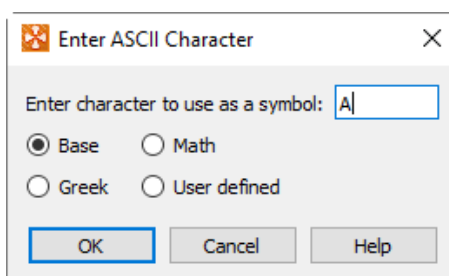 Enter ASCII Character
Enter character to use as a symbol: A
Base Math
Greek User defined
OK Cancel Help